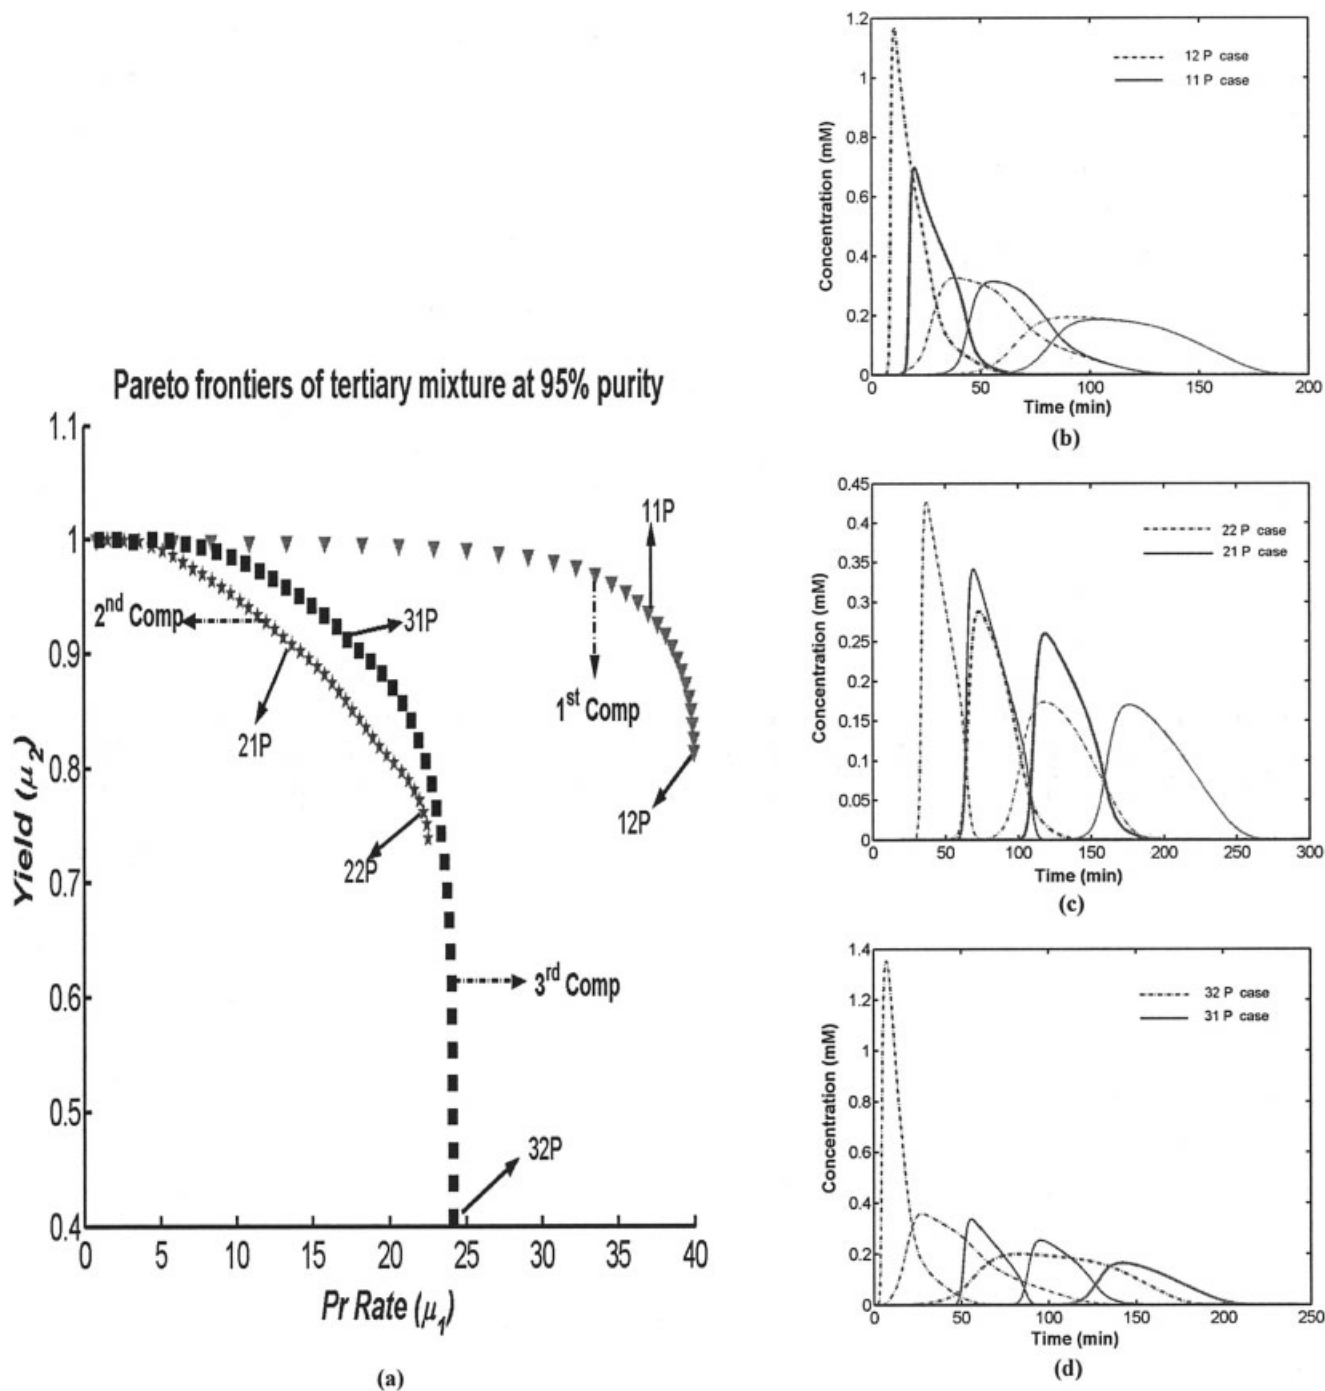 Pareto frontiers of tertiary mixture at 95% purity
1.1
1
0.9
0.8
0.7
0.6
0.5
0.4
0 5 10 15 20 25 30 35 40
Yield (μ2)
Pr Rate (μ1)
2nd Comp
31P
21P
22P
11P
1st Comp
12P
3rd Comp
32P
(a)
1.2
1
0.8
0.6
0.4
0.2
0
0 50 100 150 200
Concentration (mM)
Time (min)
12 P case
11 P case
(b)
0.45
0.4
0.35
0.30
0.25
0.20
0.15
0.1
0.05
0
0 50 100 150 200 250 300
Concentration (mM)
Time (min)
22 P case
21 P case
(c)
1.4
1.2
1
0.8
0.6
0.4
0.2
0
0 50 100 150 200 250
Concentration (mM)
Time (min)
32 P case
31 P case
(d)